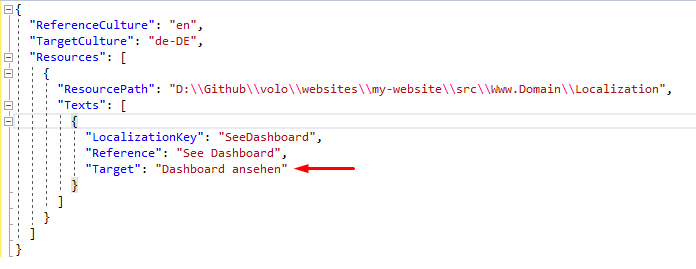 {
"ReferenceCulture": "en",
"TargetCulture": "de-DE",
"Resources": [
{
"ResourcePath": "D:\\Github\\volo\\websites\\my-website\\src\\Www.Domain\\Localization",
"Texts": [
{
"LocalizationKey": "SeeDashboard",
"Reference": "See Dashboard",
"Target": "Dashboard ansehen"
}
]
}
]
}